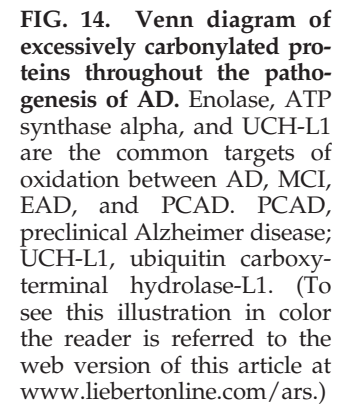 FIG. 14. Venn diagram of
excessively carbonylated pro-
teins throughout the patho-
genesis of AD. Enolase, ATP
synthase alpha, and UCH-L1
are the common targets of
oxidation between AD, MCI,
EAD, and PCAD. PCAD,
preclinical Alzheimer disease;
UCH-L1, ubiquitin carboxy-
terminal hydrolase-L1. (To
see this illustration in color
the reader is referred to the
web version of this article at
www.liebertonline.com/ars.)